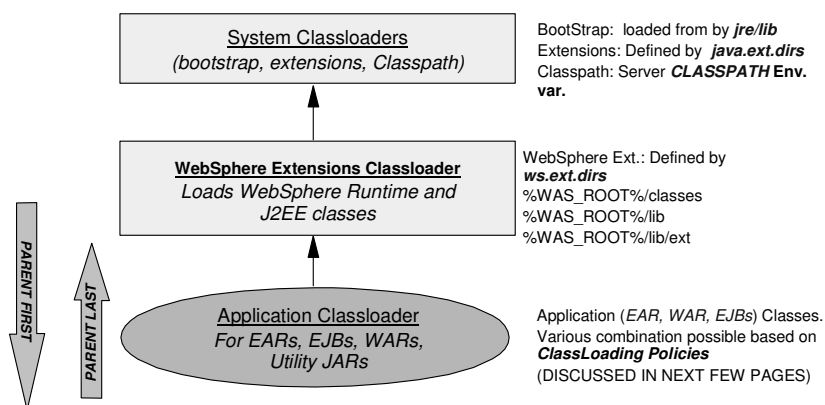 System Classloaders
(bootstrap, extensions, Classpath)
BootStrap: loaded from by jre/lib
Extensions: Defined by java.ext.dirs
Classpath: Server CLASSPATH Env.
var.
WebSphere Extensions Classloader
Loads WebSphere Runtime and
J2EE classes
WebSphere Ext.: Defined by
ws.ext.dirs
%WAS_ROOT%/classes
%WAS_ROOT%/lib
%WAS_ROOT%/lib/ext
PARENT FIRST
PARENT LAST
Application Classloader
For EARs, EJBs, WARs,
Utility JARs
Application (EAR, WAR, EJBs) Classes.
Various combination possible based on
ClassLoading Policies
(DISCUSSED IN NEXT FEW PAGES)